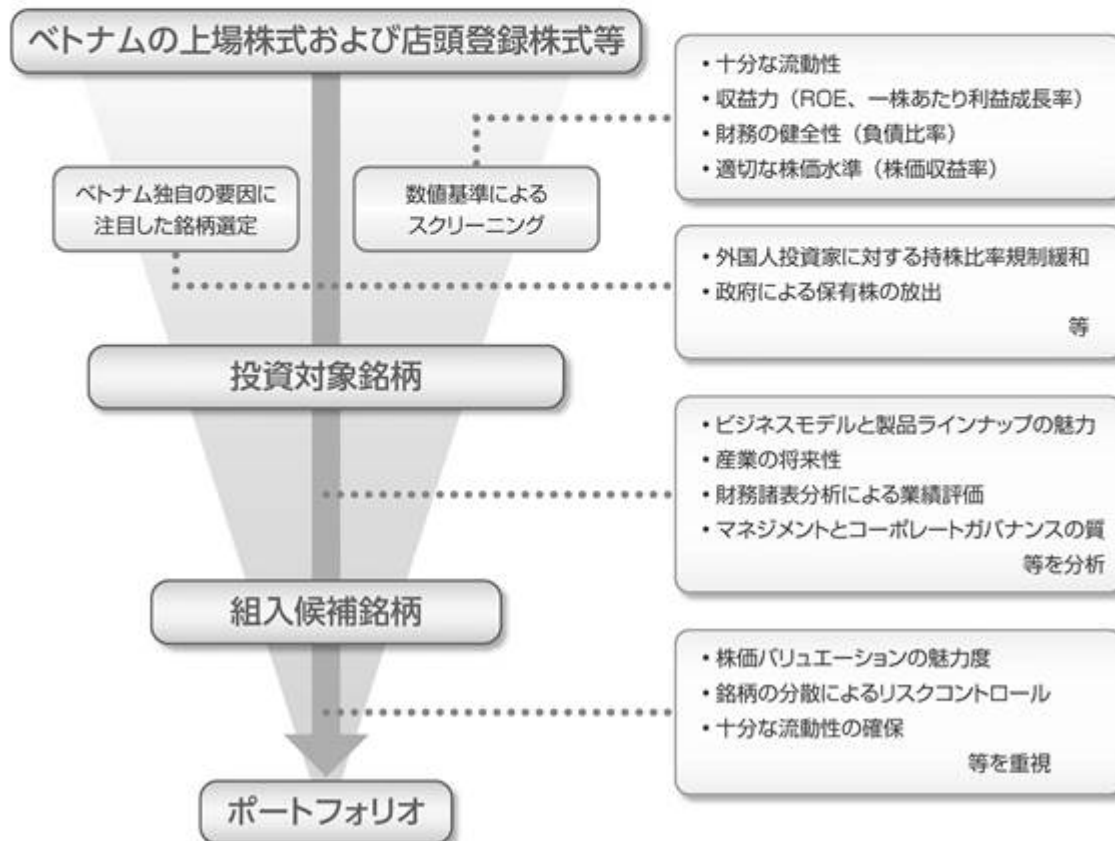 ベトナムの上場株式および店頭登録株式等
・十分な流動性
・収益力（ROE、一株あたり利益成長率）
・財務の健全性（負債比率）
・適切な株価水準（株価収益率）
ベトナム独自の要因に
注目した銘柄選定
数値基準による
スクリーニング
・外国人投資家に対する持株比率規制緩和
・政府による保有株の放出
等
投資対象銘柄
・ビジネスモデルと製品ラインナップの魅力
・産業の将来性
・財務諸表分析による業績評価
・マネジメントとコーポレートガバナンスの質
等を分析
組入候補銘柄
・株価バリュエーションの魅力度
・銘柄の分散によるリスクコントロール
・十分な流動性の確保
等を重視
ポートフォリオ